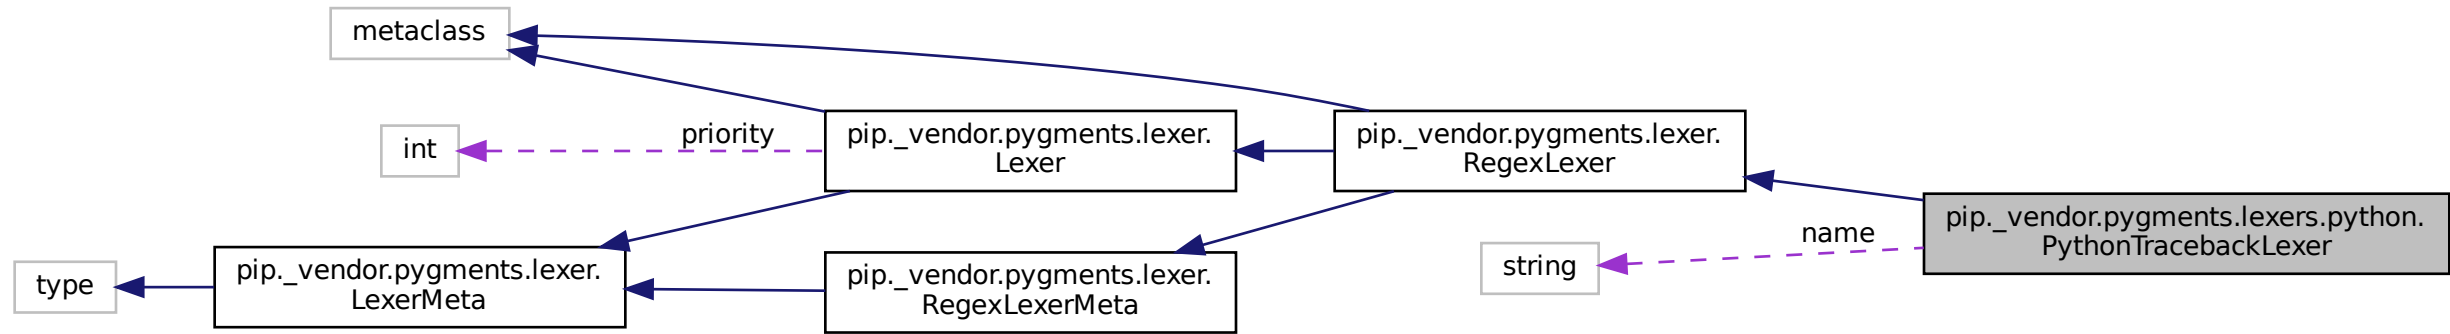 metaclass
int
priority
pip._vendor.pygments.lexer.
Lexer
pip._vendor.pygments.lexer.
RegexLexer
type
pip._vendor.pygments.lexer.
LexerMeta
pip._vendor.pygments.lexer.
RegexLexerMeta
string
name
pip._vendor.pygments.lexers.python.
PythonTracebackLexer